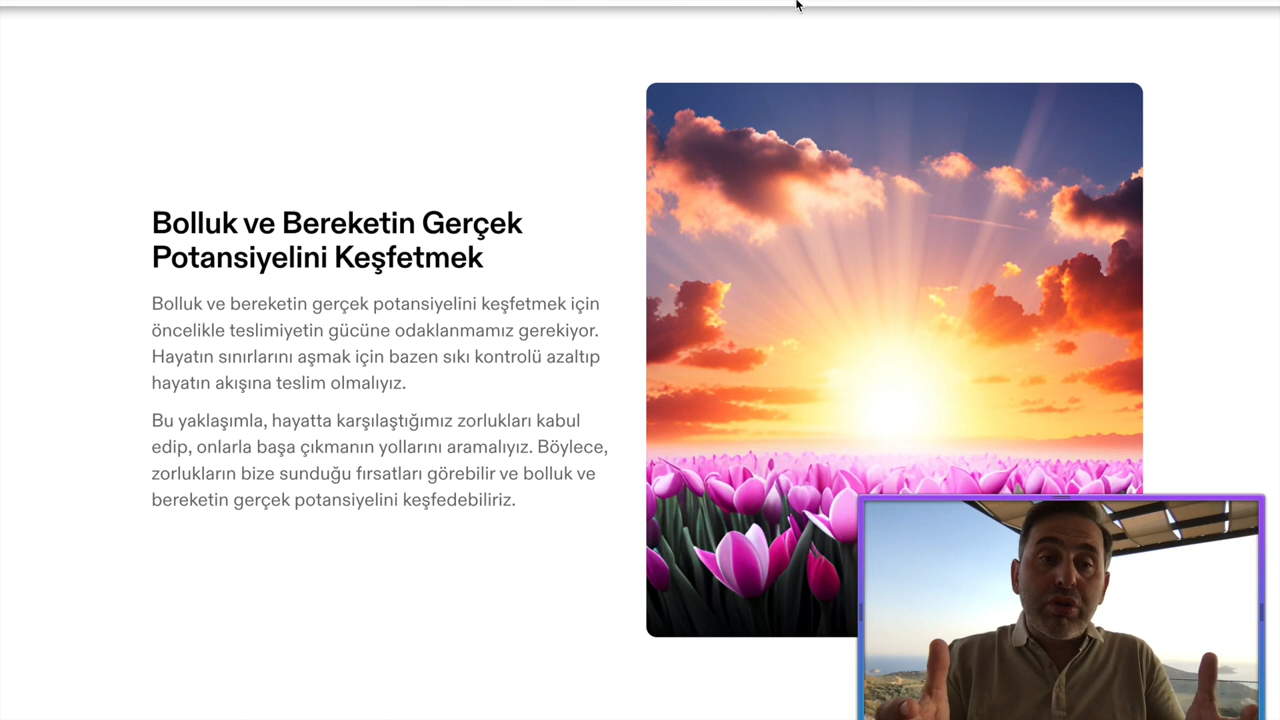 Bolluk ve Bereketin Gerçek
Potansiyelini Keşfetmek
Bolluk ve bereketin gerçek potansiyelini keşfetmek için
öncelikle teslimiyetin gücüne odaklanmamız gerekiyor.
Hayatın sınırlarını aşmak için bazen sıkı kontrolü azaltıp
hayatın akışına teslim olmalıyız.
Bu yaklaşımla, hayatta karşılaştığımız zorlukları kabul
edip, onlarla başa çıkmanın yollarını aramalıyız. Böylece,
zorlukların bize sunduğu fırsatları görebilir ve bolluk ve
bereketin gerçek potansiyelini keşfedebiliriz.